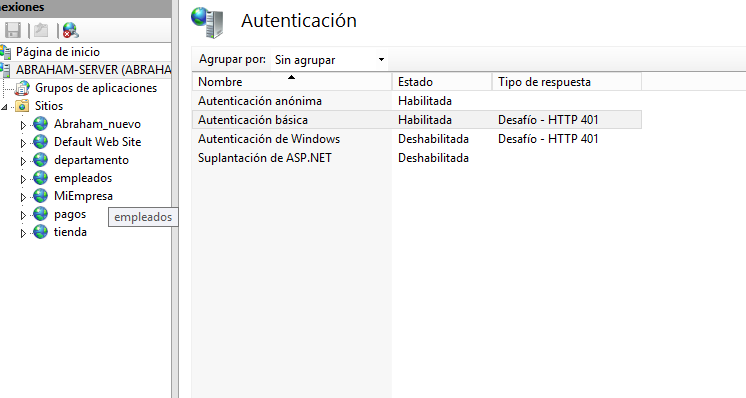 nexiones
Página de inicio
ABRAHAM-SERVER (ABRAHA
Grupos de aplicaciones
Sitios
Abraham_nuevo
Default Web Site
departamento
empleados
MiEmpresa
pagos
empleados
tienda
Autenticación
Agrupar por: Sin agrupar
Nombre Estado Tipo de respuesta
Autenticación anónima Habilitada
Autenticación básica Habilitada Desafío - HTTP 401
Autenticación de Windows Deshabilitada Desafío - HTTP 401
Suplantación de ASP.NET Deshabilitada